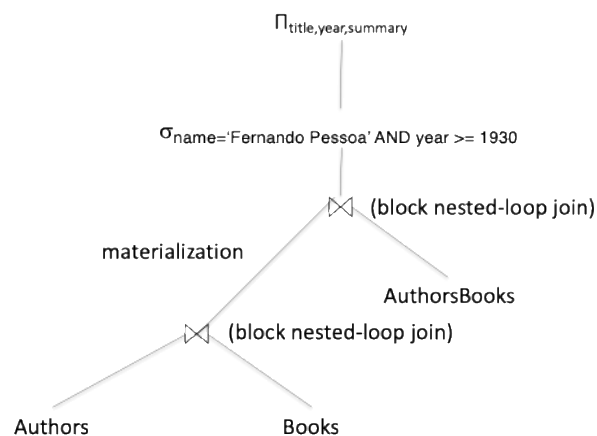 Π title,year,summary
σ name='Fernando Pessoa' AND year >= 1930
⋈ (block nested-loop join)
materialization
AuthorsBooks
⋈ (block nested-loop join)
Authors Books